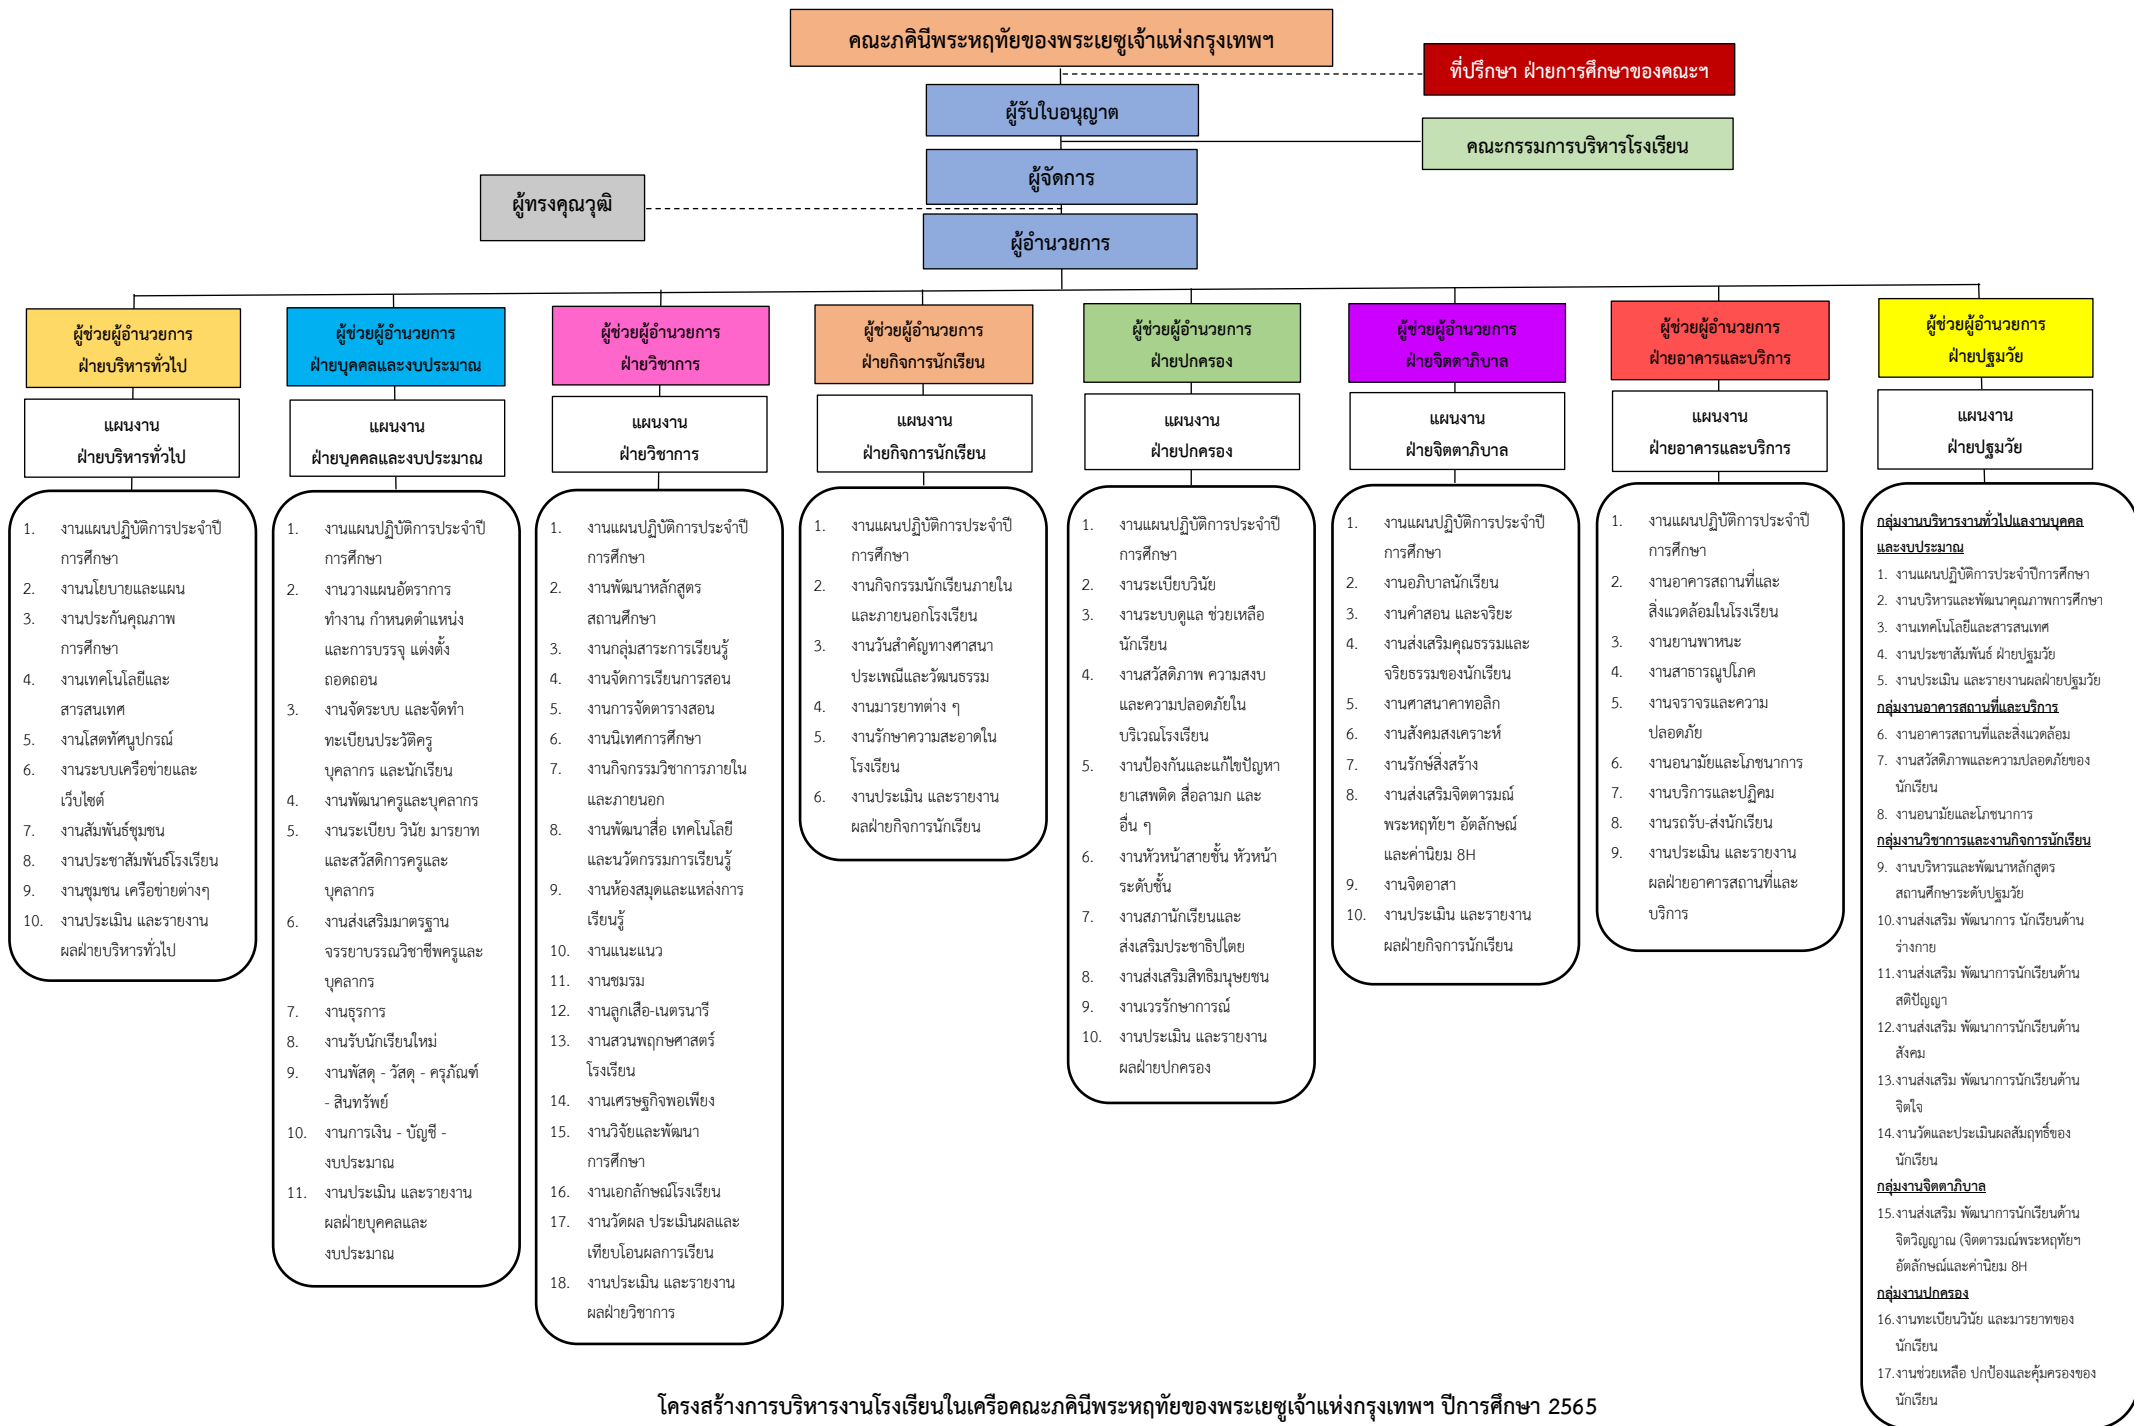 คณะภคินีพระหฤทัยของพระเยซูเจ้าแห่งกรุงเทพฯ
ที่ปรึกษา ฝ่ายการศึกษาของคณะฯ
ผู้รับใบอนุญาต
คณะกรรมการบริหารโรงเรียน
ผู้จัดการ
ผู้ทรงคุณวุฒิ
ผู้อำนวยการ
ผู้ช่วยผู้อำนวยการ
ฝ่ายบริหารทั่วไป
แผนงาน
ฝ่ายบริหารทั่วไป
1. งานแผนปฏิบัติการประจำปี
การศึกษา
2. งานนโยบายและแผน
3. งานประกันคุณภาพ
การศึกษา
4. งานเทคโนโลยีและ
สารสนเทศ
5. งานโสตทัศนูปกรณ์
6. งานระบบเครือข่ายและ
เว็บไซต์
7. งานสัมพันธ์ชุมชน
8. งานประชาสัมพันธ์โรงเรียน
9. งานชุมชน เครือข่ายต่างๆ
10. งานประเมิน และรายงาน
ผลฝ่ายบริหารทั่วไป
ผู้ช่วยผู้อำนวยการ
ฝ่ายบุคคลและงบประมาณ
แผนงาน
ฝ่ายบุคคลและงบประมาณ
1. งานแผนปฏิบัติการประจำปี
การศึกษา
2. งานวางแผนอัตราการ
ทำงาน กำหนดตำแหน่ง
และการบรรจุ แต่งตั้ง
ถอดถอน
3. งานจัดระบบ และจัดทำ
ทะเบียนประวัติครู
บุคลากร และนักเรียน
4. งานพัฒนาครูและบุคลากร
5. งานระเบียบ วินัย มารยาท
และสวัสดิการครูและ
บุคลากร
6. งานส่งเสริมมาตรฐาน
จรรยาบรรณวิชาชีพครูและ
บุคลากร
7. งานธุรการ
8. งานรับนักเรียนใหม่
9. งานพัสดุ - วัสดุ - ครุภัณฑ์
- สินทรัพย์
10. งานการเงิน - บัญชี -
งบประมาณ
11. งานประเมิน และรายงาน
ผลฝ่ายบุคคลและ
งบประมาณ
ผู้ช่วยผู้อำนวยการ
ฝ่ายวิชาการ
แผนงาน
ฝ่ายวิชาการ
1. งานแผนปฏิบัติการประจำปี
การศึกษา
2. งานพัฒนาหลักสูตร
สถานศึกษา
3. งานกลุ่มสาระการเรียนรู้
4. งานจัดการเรียนการสอน
5. งานการจัดตารางสอน
6. งานนิเทศการศึกษา
7. งานกิจกรรมวิชาการภายใน
และภายนอก
8. งานพัฒนาสื่อ เทคโนโลยี
และนวัตกรรมการเรียนรู้
9. งานห้องสมุดและแหล่งการ
เรียนรู้
10. งานแนะแนว
11. งานชมรม
12. งานลูกเสือ-เนตรนารี
13. งานสวนพฤกษศาสตร์
โรงเรียน
14. งานเศรษฐกิจพอเพียง
15. งานวิจัยและพัฒนา
การศึกษา
16. งานเอกลักษณ์โรงเรียน
17. งานวัดผล ประเมินผลและ
เทียบโอนผลการเรียน
18. งานประเมิน และรายงาน
ผลฝ่ายวิชาการ
ผู้ช่วยผู้อำนวยการ
ฝ่ายกิจการนักเรียน
แผนงาน
ฝ่ายกิจการนักเรียน
1. งานแผนปฏิบัติการประจำปี
การศึกษา
2. งานกิจกรรมนักเรียนภายใน
และภายนอกโรงเรียน
3. งานวันสำคัญทางศาสนา
ประเพณีและวัฒนธรรม
4. งานมารยาทต่าง ๆ
5. งานรักษาความสะอาดใน
โรงเรียน
6. งานประเมิน และรายงาน
ผลฝ่ายกิจการนักเรียน
ผู้ช่วยผู้อำนวยการ
ฝ่ายปกครอง
แผนงาน
ฝ่ายปกครอง
1. งานแผนปฏิบัติการประจำปี
การศึกษา
2. งานระเบียบวินัย
3. งานระบบดูแล ช่วยเหลือ
นักเรียน
4. งานสวัสดิภาพ ความสงบ
และความปลอดภัยใน
บริเวณโรงเรียน
5. งานป้องกันและแก้ไขปัญหา
ยาเสพติด สื่อลามก และ
อื่น ๆ
6. งานหัวหน้าสายชั้น หัวหน้า
ระดับชั้น
7. งานสภานักเรียนและ
ส่งเสริมประชาธิปไตย
8. งานส่งเสริมสิทธิมนุษยชน
9. งานเวรรักษาการณ์
10. งานประเมิน และรายงาน
ผลฝ่ายปกครอง
ผู้ช่วยผู้อำนวยการ
ฝ่ายจิตตาภิบาล
แผนงาน
ฝ่ายจิตตาภิบาล
1. งานแผนปฏิบัติการประจำปี
การศึกษา
2. งานอภิบาลนักเรียน
3. งานคำสอน และจริยะ
4. งานส่งเสริมคุณธรรมและ
จริยธรรมของนักเรียน
5. งานศาสนาคาทอลิก
6. งานสังคมสงเคราะห์
7. งานรักษ์สิ่งสร้าง
8. งานส่งเสริมจิตตารมณ์
พระหฤทัยฯ อัตลักษณ์
และค่านิยม 8H
9. งานจิตอาสา
10. งานประเมิน และรายงาน
ผลฝ่ายกิจการนักเรียน
ผู้ช่วยผู้อำนวยการ
ฝ่ายอาคารและบริการ
แผนงาน
ฝ่ายอาคารและบริการ
1. งานแผนปฏิบัติการประจำปี
การศึกษา
2. งานอาคารสถานที่และ
สิ่งแวดล้อมในโรงเรียน
3. งานยานพาหนะ
4. งานสาธารณูปโภค
5. งานจราจรและความ
ปลอดภัย
6. งานอนามัยและโภชนาการ
7. งานบริการและปฏิคม
8. งานรถรับ-ส่งนักเรียน
9. งานประเมิน และรายงาน
ผลฝ่ายอาคารสถานที่และ
บริการ
ผู้ช่วยผู้อำนวยการ
ฝ่ายปฐมวัย
แผนงาน
ฝ่ายปฐมวัย
กลุ่มงานบริหารงานทั่วไปแลงานบุคคล
และงบประมาณ
1. งานแผนปฏิบัติการประจำปีการศึกษา
2. งานบริหารและพัฒนาคุณภาพการศึกษา
3. งานเทคโนโลยีและสารสนเทศ
4. งานประชาสัมพันธ์ ฝ่ายปฐมวัย
5. งานประเมิน และรายงานผลฝ่ายปฐมวัย
กลุ่มงานอาคารสถานที่และบริการ
6. งานอาคารสถานที่และสิ่งแวดล้อม
7. งานสวัสดิภาพและความปลอดภัยของ
นักเรียน
8. งานอนามัยและโภชนาการ
กลุ่มงานวิชาการและงานกิจการนักเรียน
9. งานบริหารและพัฒนาหลักสูตร
สถานศึกษาระดับปฐมวัย
10.งานส่งเสริม พัฒนาการ นักเรียนด้าน
ร่างกาย
11.งานส่งเสริม พัฒนาการนักเรียนด้าน
สติปัญญา
12.งานส่งเสริม พัฒนาการนักเรียนด้าน
สังคม
13.งานส่งเสริม พัฒนาการนักเรียนด้าน
จิตใจ
14.งานวัดและประเมินผลสัมฤทธิ์ของ
นักเรียน
กลุ่มงานจิตตาภิบาล
15.งานส่งเสริม พัฒนาการนักเรียนด้าน
จิตวิญญาณ (จิตตารมณ์พระหฤทัยฯ
อัตลักษณ์และค่านิยม 8H
กลุ่มงานปกครอง
16.งานทะเบียนวินัย และมารยาทของ
นักเรียน
17.งานช่วยเหลือ ปกป้องและคุ้มครองของ
นักเรียน
โครงสร้างการบริหารงานโรงเรียนในเครือคณะภคินีพระหฤทัยของพระเยซูเจ้าแห่งกรุงเทพฯ ปีการศึกษา 2565